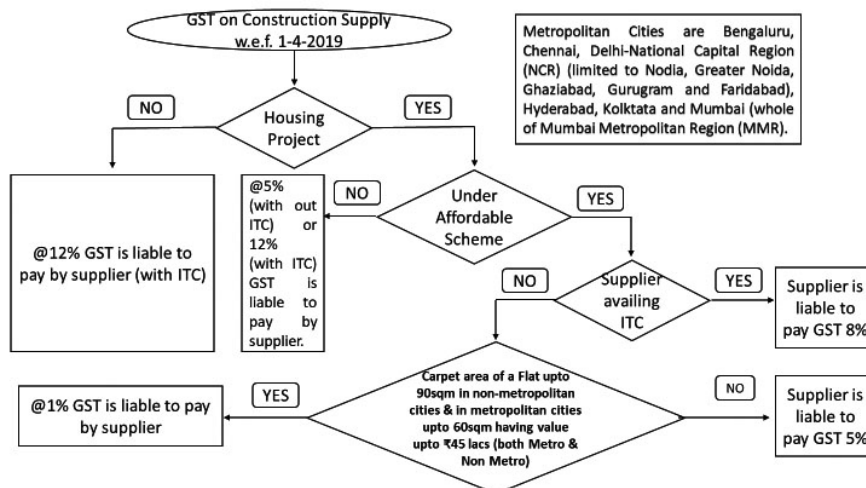 GST on Construction Supply
w.e.f. 1-4-2019
Metropolitan Cities are Bengaluru,
Chennai, Delhi-National Capital Region
(NCR) (limited to Nodia, Greater Noida,
Ghaziabad, Gurugram and Faridabad),
Hyderabad, Kolktata and Mumbai (whole
of Mumbai Metropolitan Region (MMR).
NO
YES
Housing
Project
@12% GST is liable to
pay by supplier (with ITC)
@5%
(with out
ITC) or
12%
(with ITC)
GST is
liable to
pay by
supplier.
NO
Under
Affordable
Scheme
YES
NO
Supplier
availing
ITC
YES
Supplier is
liable to
pay GST 8%
@1% GST is liable to pay
by supplier
YES
Carpet area of a Flat upto
90sqm in non-metropolitan
cities & in metropolitan cities
upto 60sqm having value
upto ₹45 lacs (both Metro &
Non Metro)
NO
Supplier is
liable to
pay GST 5%